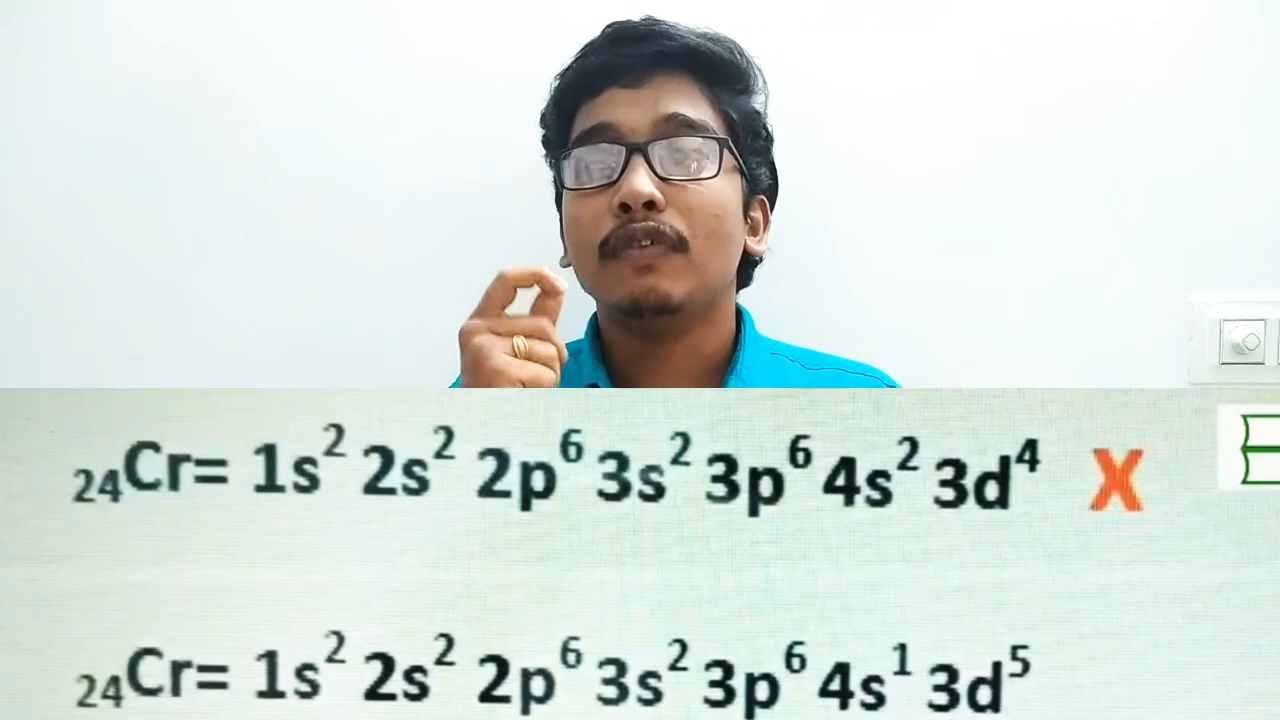 ₂₄Cr= 1s² 2s² 2p⁶ 3s² 3p⁶ 4s² 3d⁴ X
₂₄Cr= 1s² 2s² 2p⁶ 3s² 3p⁶ 4s¹ 3d⁵